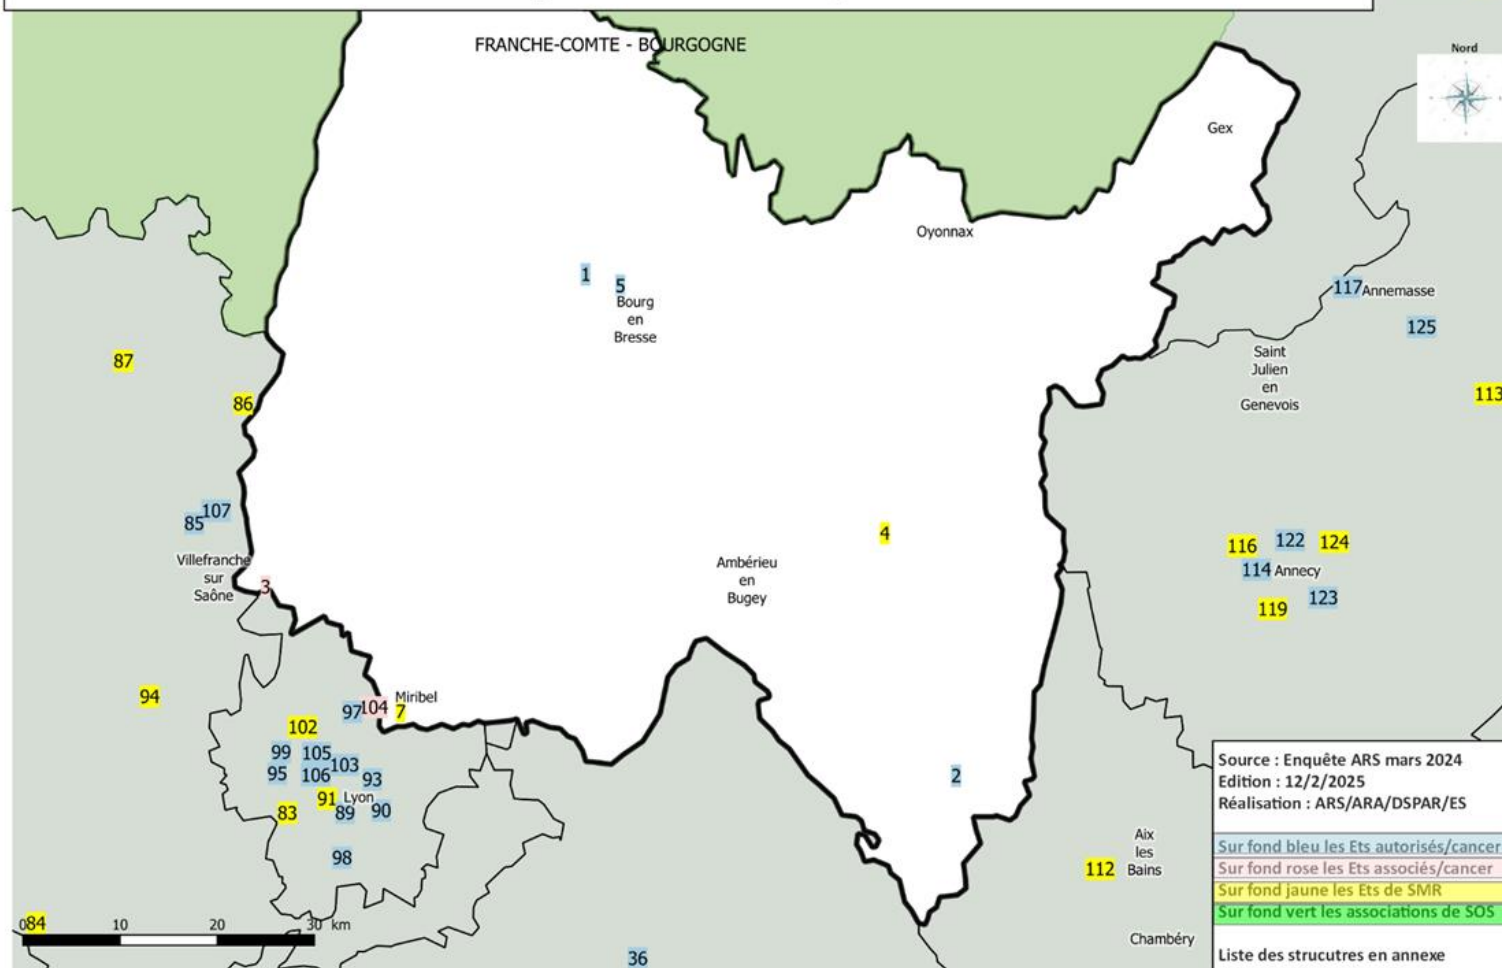 FRANCHE-COMTE - BOURGOGNE
Nord
Gex
Oyonnax
1
5
Bourg
en
Bresse
117 Annemasse
125
87
Saint
Julien
en
Genevois
86
113
107
85
4
116
122
124
Villefranche
sur
Saône
Ambérieu
en
Bugey
114 Annecy
3
123
119
94
Miribel
97
104
7
102
99
105
103
95
106
93
2
91
Lyon
83
89
90
98
112
Aix
les
Bains
84
0
10
20
30 km
Chambéry
36
Source : Enquête ARS mars 2024
Edition : 12/2/2025
Réalisation : ARS/ARA/DSPAR/ES
Sur fond bleu les Ets autorisés/cancer
Sur fond rose les Ets associés/cancer
Sur fond jaune les Ets de SMR
Sur fond vert les associations de SOS
Liste des strucutres en annexe